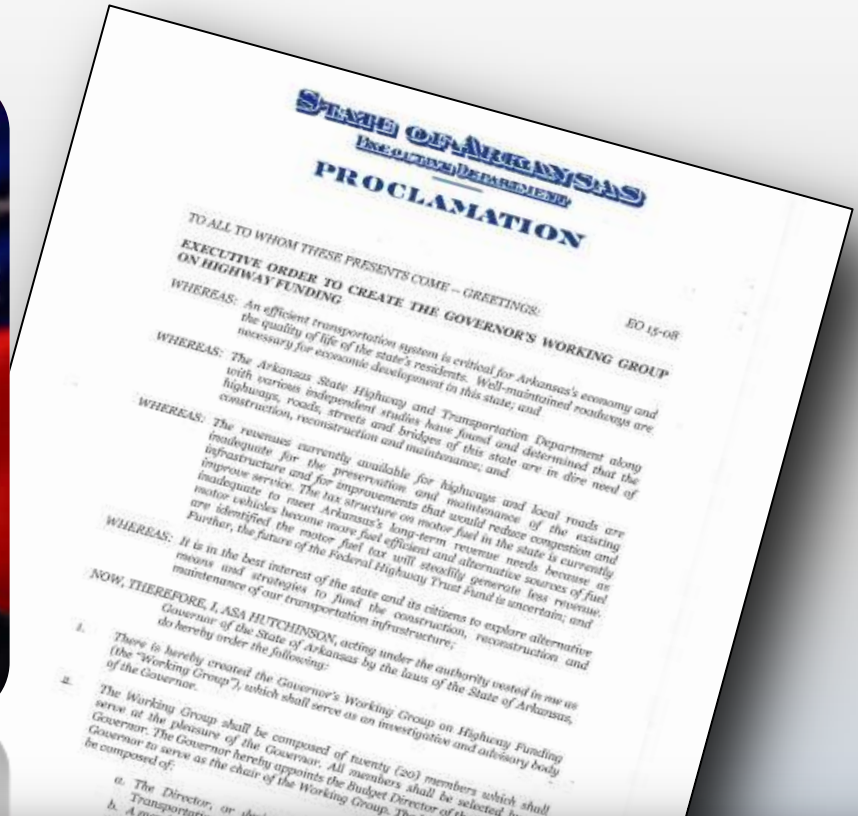 STATE OF ARKANSAS
EXECUTIVE DEPARTMENT
PROCLAMATION
TO ALL TO WHOM THESE PRESENTS COME – GREETINGS:
EO 15-08
EXECUTIVE ORDER TO CREATE THE GOVERNOR'S WORKING GROUP
ON HIGHWAY FUNDING
WHEREAS: An efficient transportation system is critical for Arkansas's economy and
the quality of life of the state's residents. Well-maintained roadways are
necessary for economic development in this state; and
WHEREAS: The Arkansas State Highway and Transportation Department along
with various independent studies have found and determined that the
highways, roads, streets and bridges of this state are in dire need of
construction, reconstruction and maintenance; and
WHEREAS: The revenues currently available for highways and local roads are
inadequate for the preservation and maintenance of the existing
infrastructure and for improvements that would reduce congestion and
improve service. The tax structure on motor fuel in the state is currently
inadequate to meet Arkansas's long-term revenue needs because as
motor vehicles become more fuel efficient and alternative sources of fuel
are identified the motor fuel tax will steadily generate less revenue.
Further, the future of the Federal Highway Trust Fund is uncertain; and
WHEREAS: It is in the best interest of the state and its citizens to explore alternative
means and strategies to fund the construction, reconstruction and
maintenance of our transportation infrastructure;
NOW, THEREFORE, I, ASA HUTCHINSON, acting under the authority vested in me as
Governor of the State of Arkansas by the laws of the State of Arkansas,
do hereby order the following:
1. There is hereby created the Governor's Working Group on Highway Funding
(the "Working Group"), which shall serve as an investigative and advisory body
of the Governor.
2. The Working Group shall be composed of twenty (20) members which shall
serve at the pleasure of the Governor. All members shall be selected
Governor. The Governor hereby appoints the Budget Director of the
Governor to serve as the chair of the Working Group. The
be composed of:
a. The Director, or
b. A